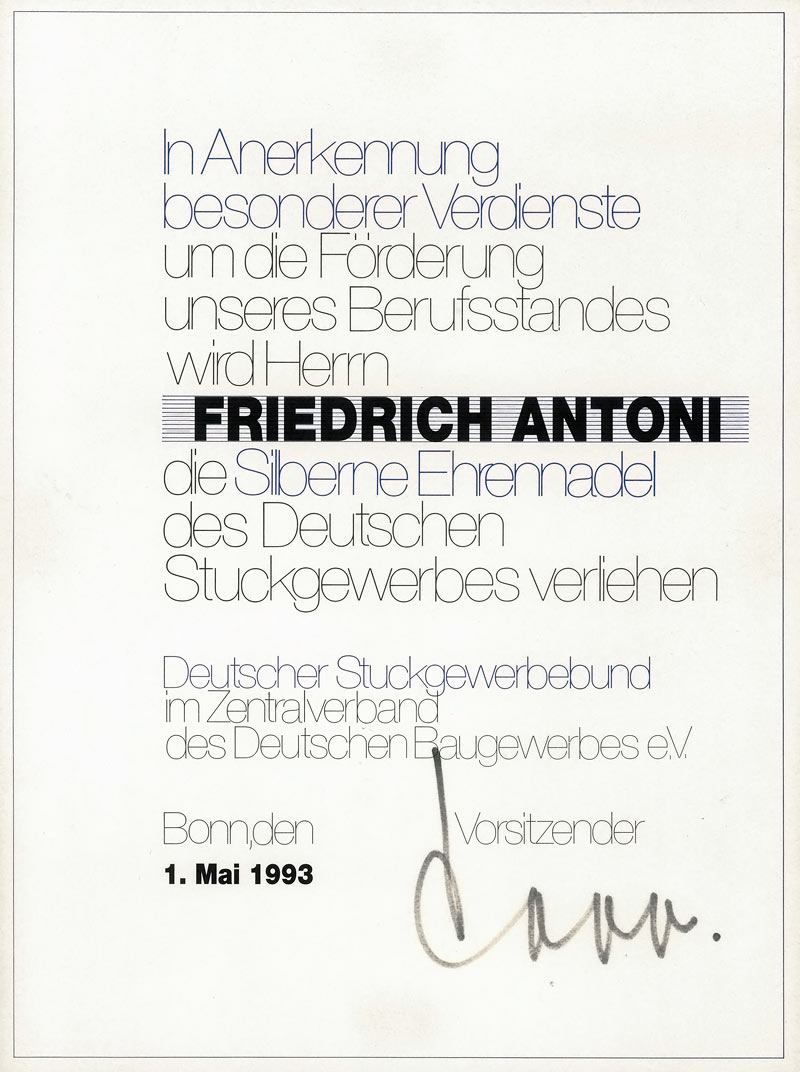 In Anerkennung
besonderer Verdienste
um die Förderung
unseres Berufsstandes
wird Herrn
FRIEDRICH ANTONI
die Silberne Ehrennadel
des Deutschen
Stuckgewerbes verliehen
Deutscher Stuckgewerbebund
im Zentralverband
des Deutschen Baugewerbes e.V.
Bonn, den Vorsitzender
1. Mai 1993